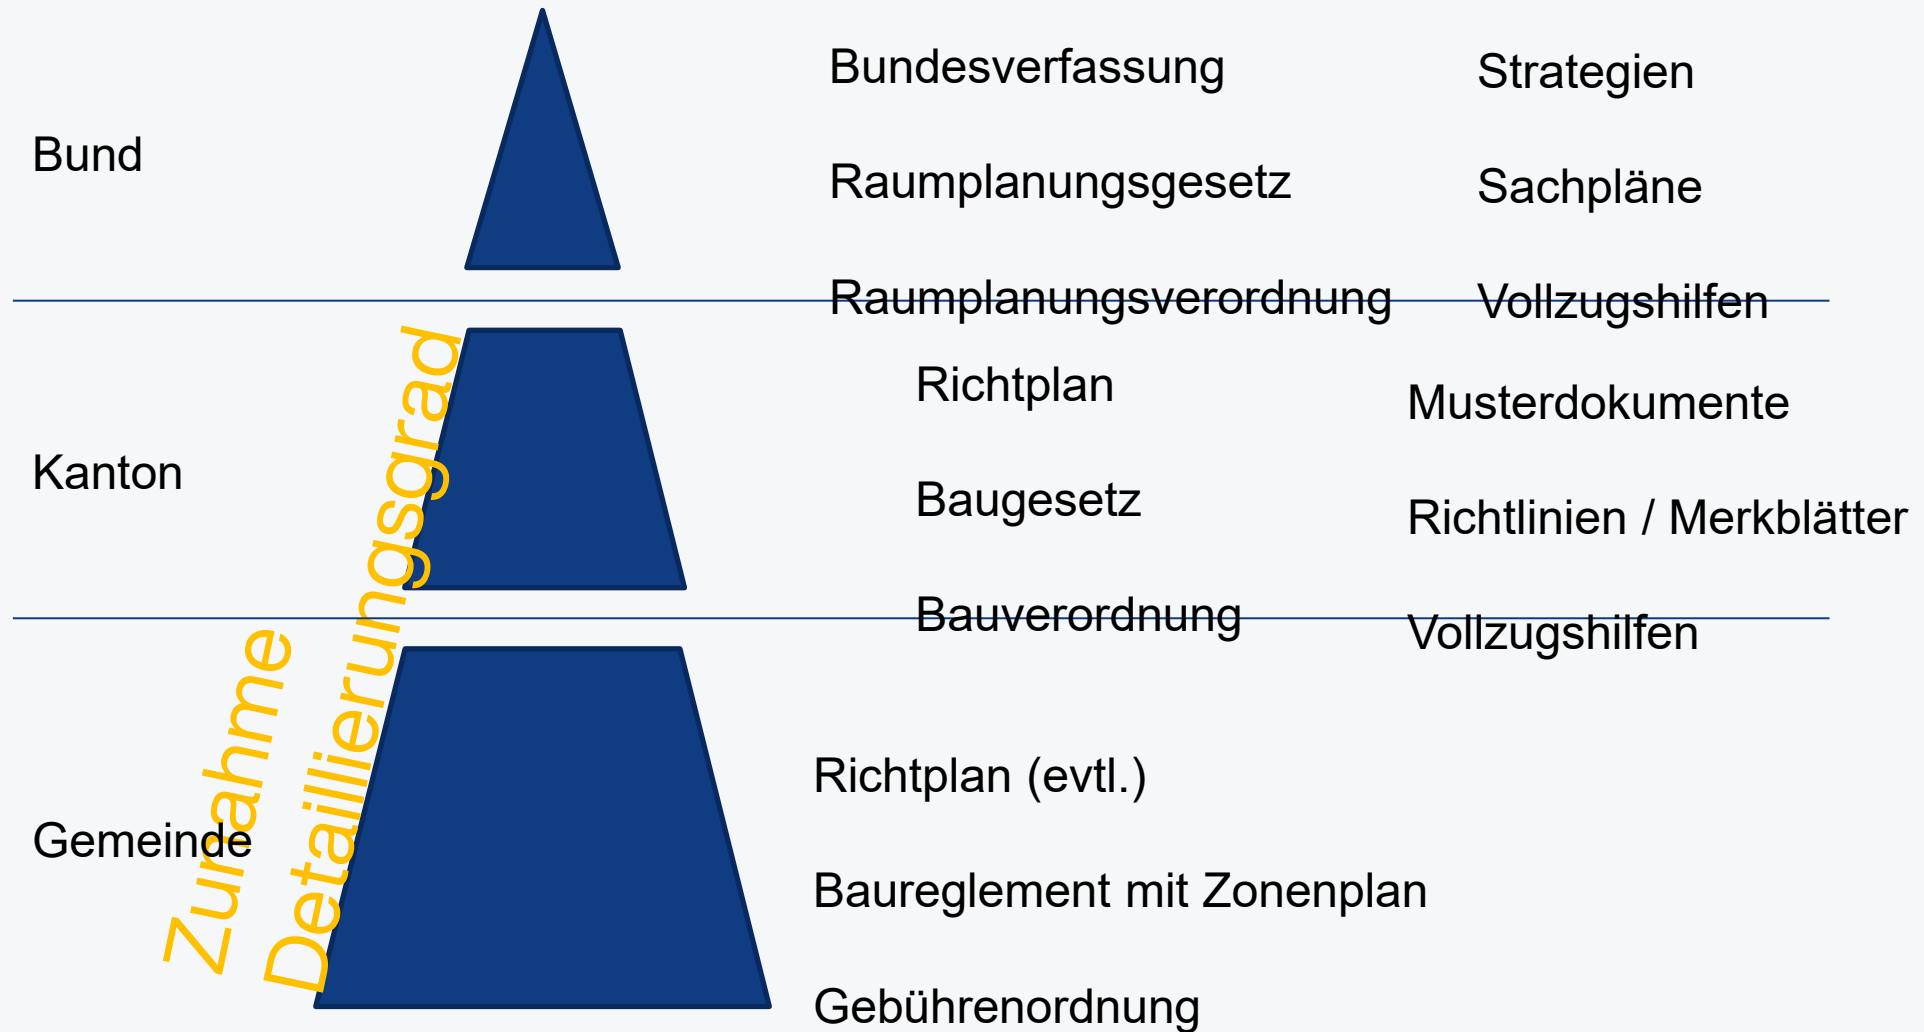 Bund
Bundesverfassung
Raumplanungsgesetz
Raumplanungsverordnung
Strategien
Sachpläne
Vollzugshilfen
Kanton
Richtplan
Baugesetz
Bauverordnung
Musterdokumente
Richtlinien / Merkblätter
Vollzugshilfen
Gemeinde
Richtplan (evtl.)
Baureglement mit Zonenplan
Gebührenordnung
Zunahme
Detaillierungsgrad